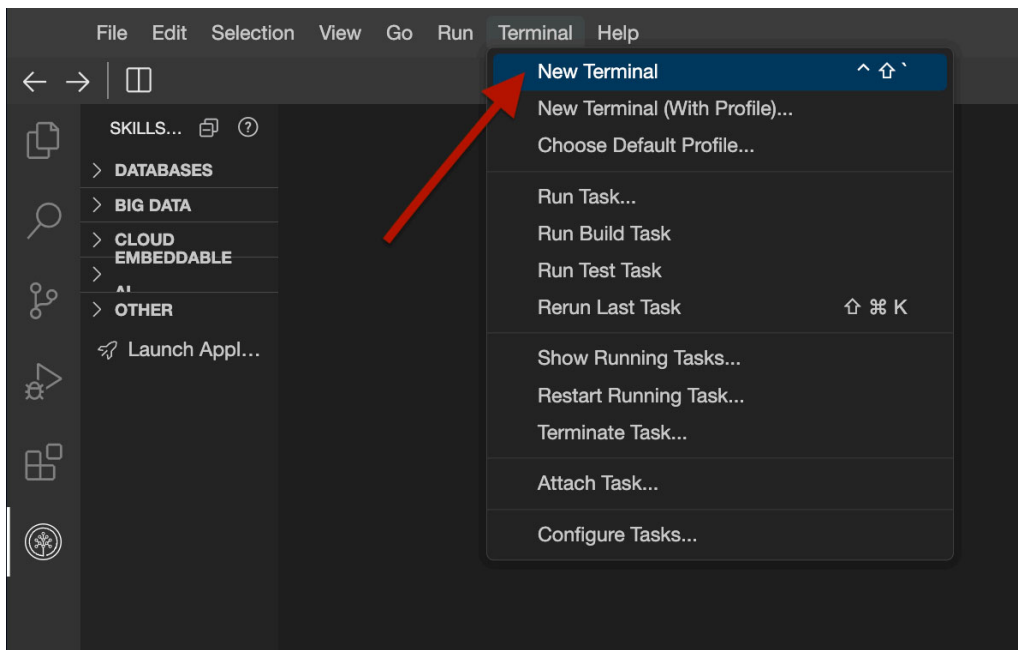 File Edit Selection View Go Run Terminal Help
New Terminal ^ ⇧ `
New Terminal (With Profile)...
Choose Default Profile...
Run Task...
Run Build Task
Run Test Task
Rerun Last Task ⇧ ⌘ K
Show Running Tasks...
Restart Running Task...
Terminate Task...
Attach Task...
Configure Tasks...
SKILLS...
DATABASES
BIG DATA
CLOUD
EMBEDDABLE
AI
OTHER
Launch Appl...